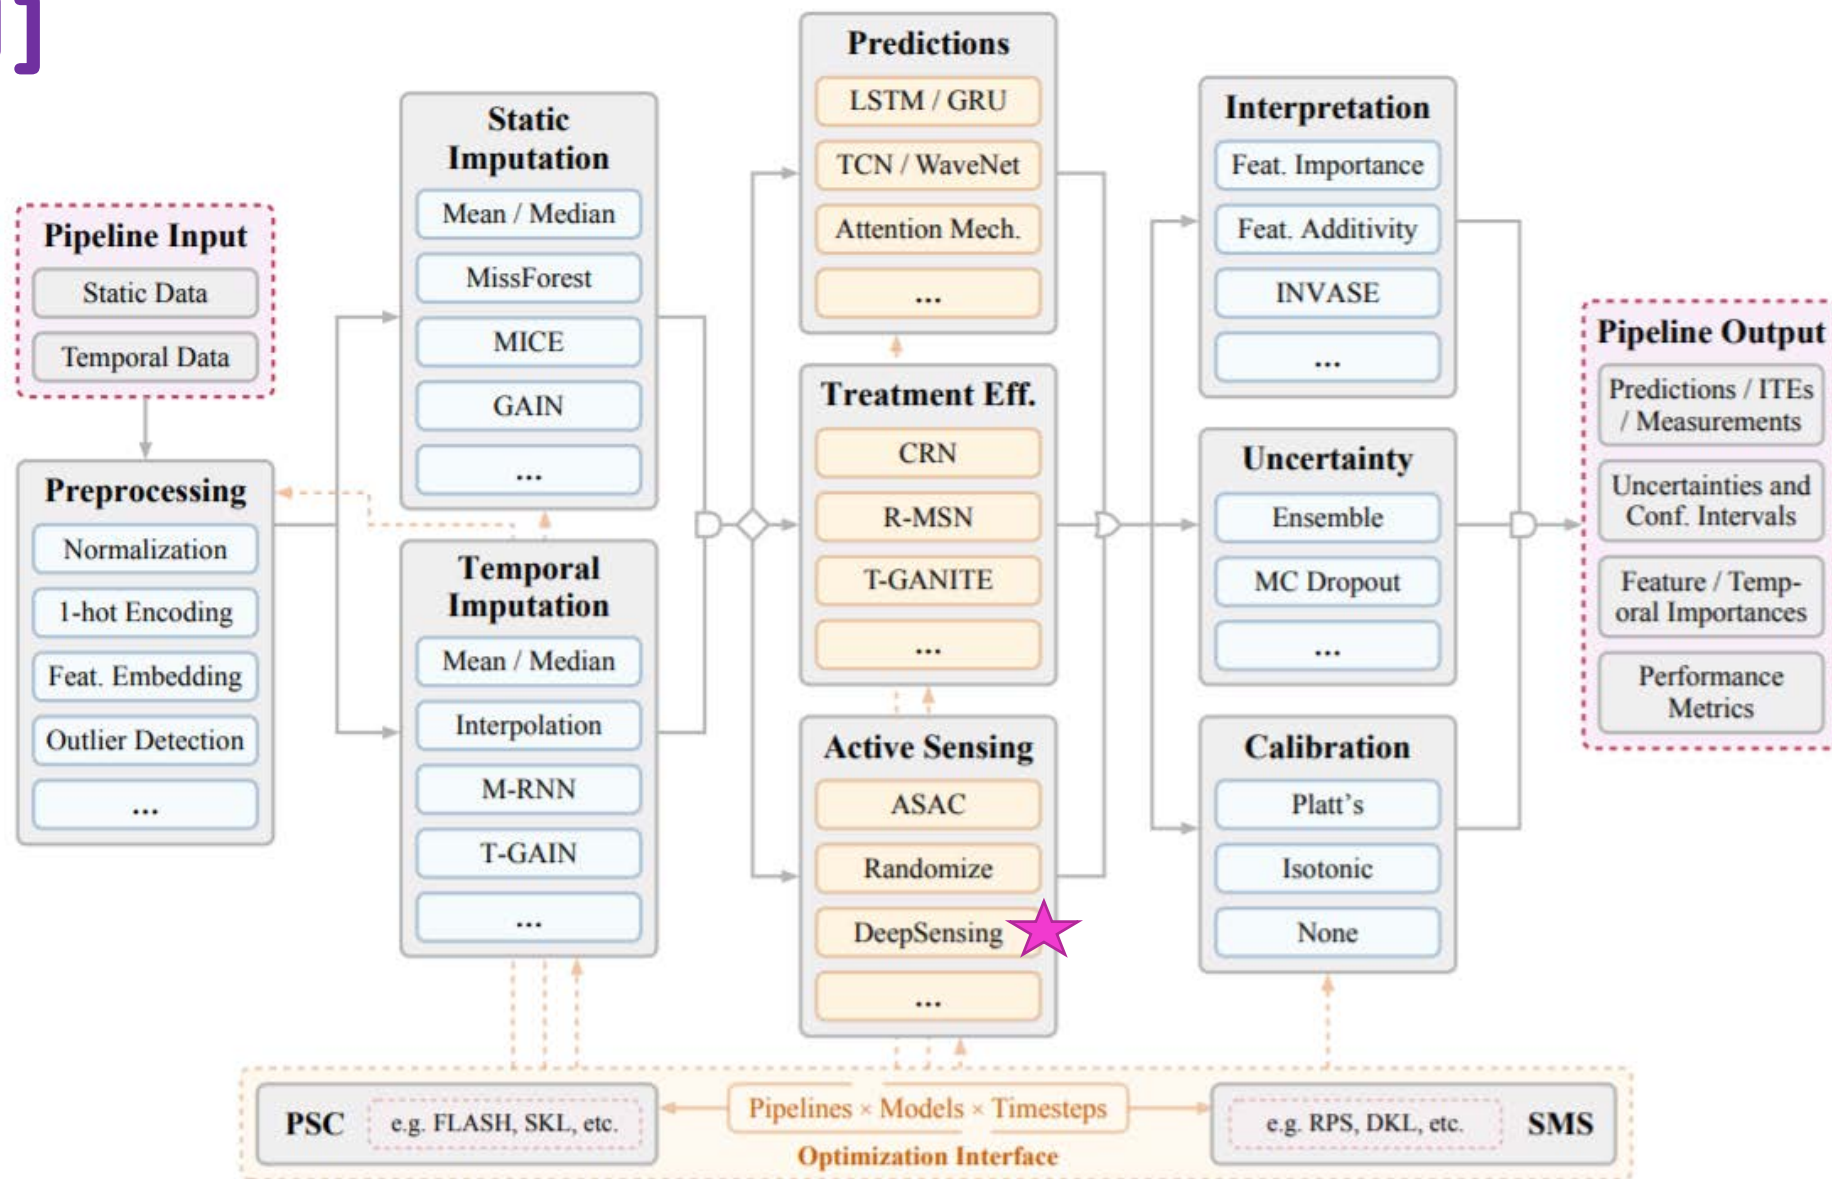 ]
Pipeline Input
Static Data
Temporal Data
Preprocessing
Normalization
1-hot Encoding
Feat. Embedding
Outlier Detection
...
Static
Imputation
Mean / Median
MissForest
MICE
GAIN
...
Temporal
Imputation
Mean / Median
Interpolation
M-RNN
T-GAIN
...
Predictions
LSTM / GRU
TCN / WaveNet
Attention Mech.
...
Treatment Eff.
CRN
R-MSN
T-GANITE
...
Active Sensing
ASAC
Randomize
DeepSensing
...
Interpretation
Feat. Importance
Feat. Additivity
INVASE
...
Uncertainty
Ensemble
MC Dropout
...
Calibration
Platt’s
Isotonic
None
Pipeline Output
Predictions / ITEs
/ Measurements
Uncertainties and
Conf. Intervals
Feature / Temp-
oral Importances
Performance
Metrics
PSC
e.g. FLASH, SKL, etc.
Pipelines × Models × Timesteps
Optimization Interface
e.g. RPS, DKL, etc.
SMS